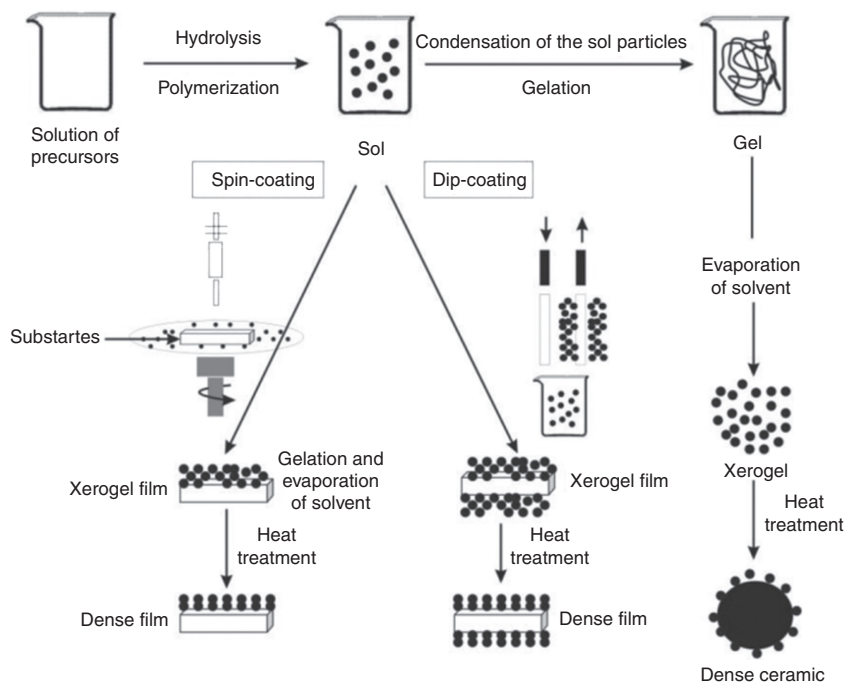 Hydrolysis
Polymerization
Condensation of the sol particles
Gelation
Solution of
precursors
Sol
Gel
Spin-coating
Dip-coating
Evaporation
of solvent
Substartes
Xerogel film
Gelation and
evaporation
of solvent
Xerogel film
Xerogel
Heat
treatment
Heat
treatment
Heat
treatment
Dense film
Dense film
Dense ceramic